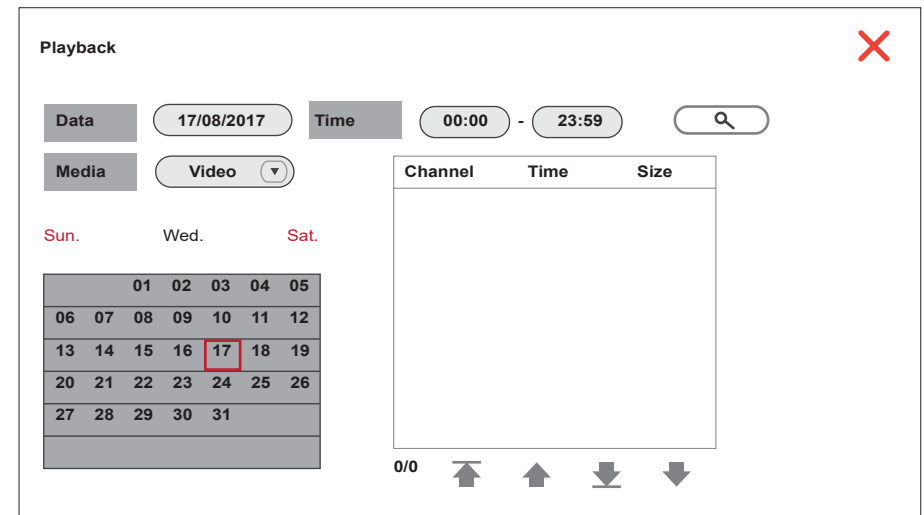 Playback
Data 17/08/2017 Time 00:00 - 23:59
Media Video
Channel Time Size
Sun. Wed. Sat.
01 02 03 04 05
06 07 08 09 10 11 12
13 14 15 16 17 18 19
20 21 22 23 24 25 26
27 28 29 30 31
0/0